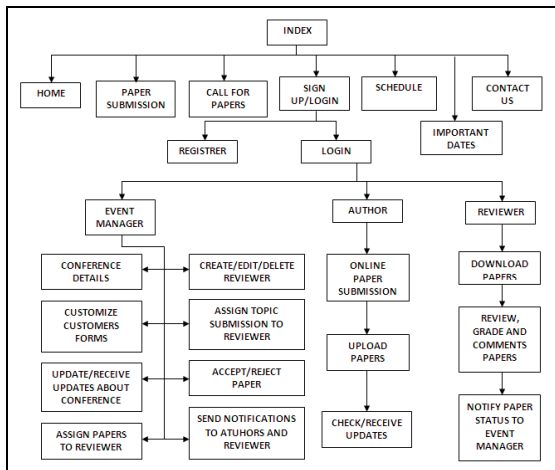 INDEX
HOME
PAPER
SUBMISSION
CALL FOR
PAPERS
SIGN
UP/LOGIN
SCHEDULE
CONTACT
US
IMPORTANT
DATES
REGISTRER
LOGIN
EVENT
MANAGER
AUTHOR
REVIEWER
CONFERENCE
DETAILS
CREATE/EDIT/DELETE
REVIEWER
ONLINE
PAPER
SUBMISSION
DOWNLOAD
PAPERS
CUSTOMIZE
CUSTOMERS
FORMS
ASSIGN TOPIC
SUBMISSION TO
REVIEWER
UPLOAD
PAPERS
REVIEW,
GRADE AND
COMMENTS
PAPERS
UPDATE/RECEIVE
UPDATES ABOUT
CONFERENCE
ACCEPT/REJECT
PAPER
CHECK/RECEIVE
UPDATES
NOTIFY PAPER
STATUS TO
EVENT
MANAGER
ASSIGN PAPERS
TO REVIEWER
SEND NOTIFICATIONS
TO ATUHORS AND
REVIEWER